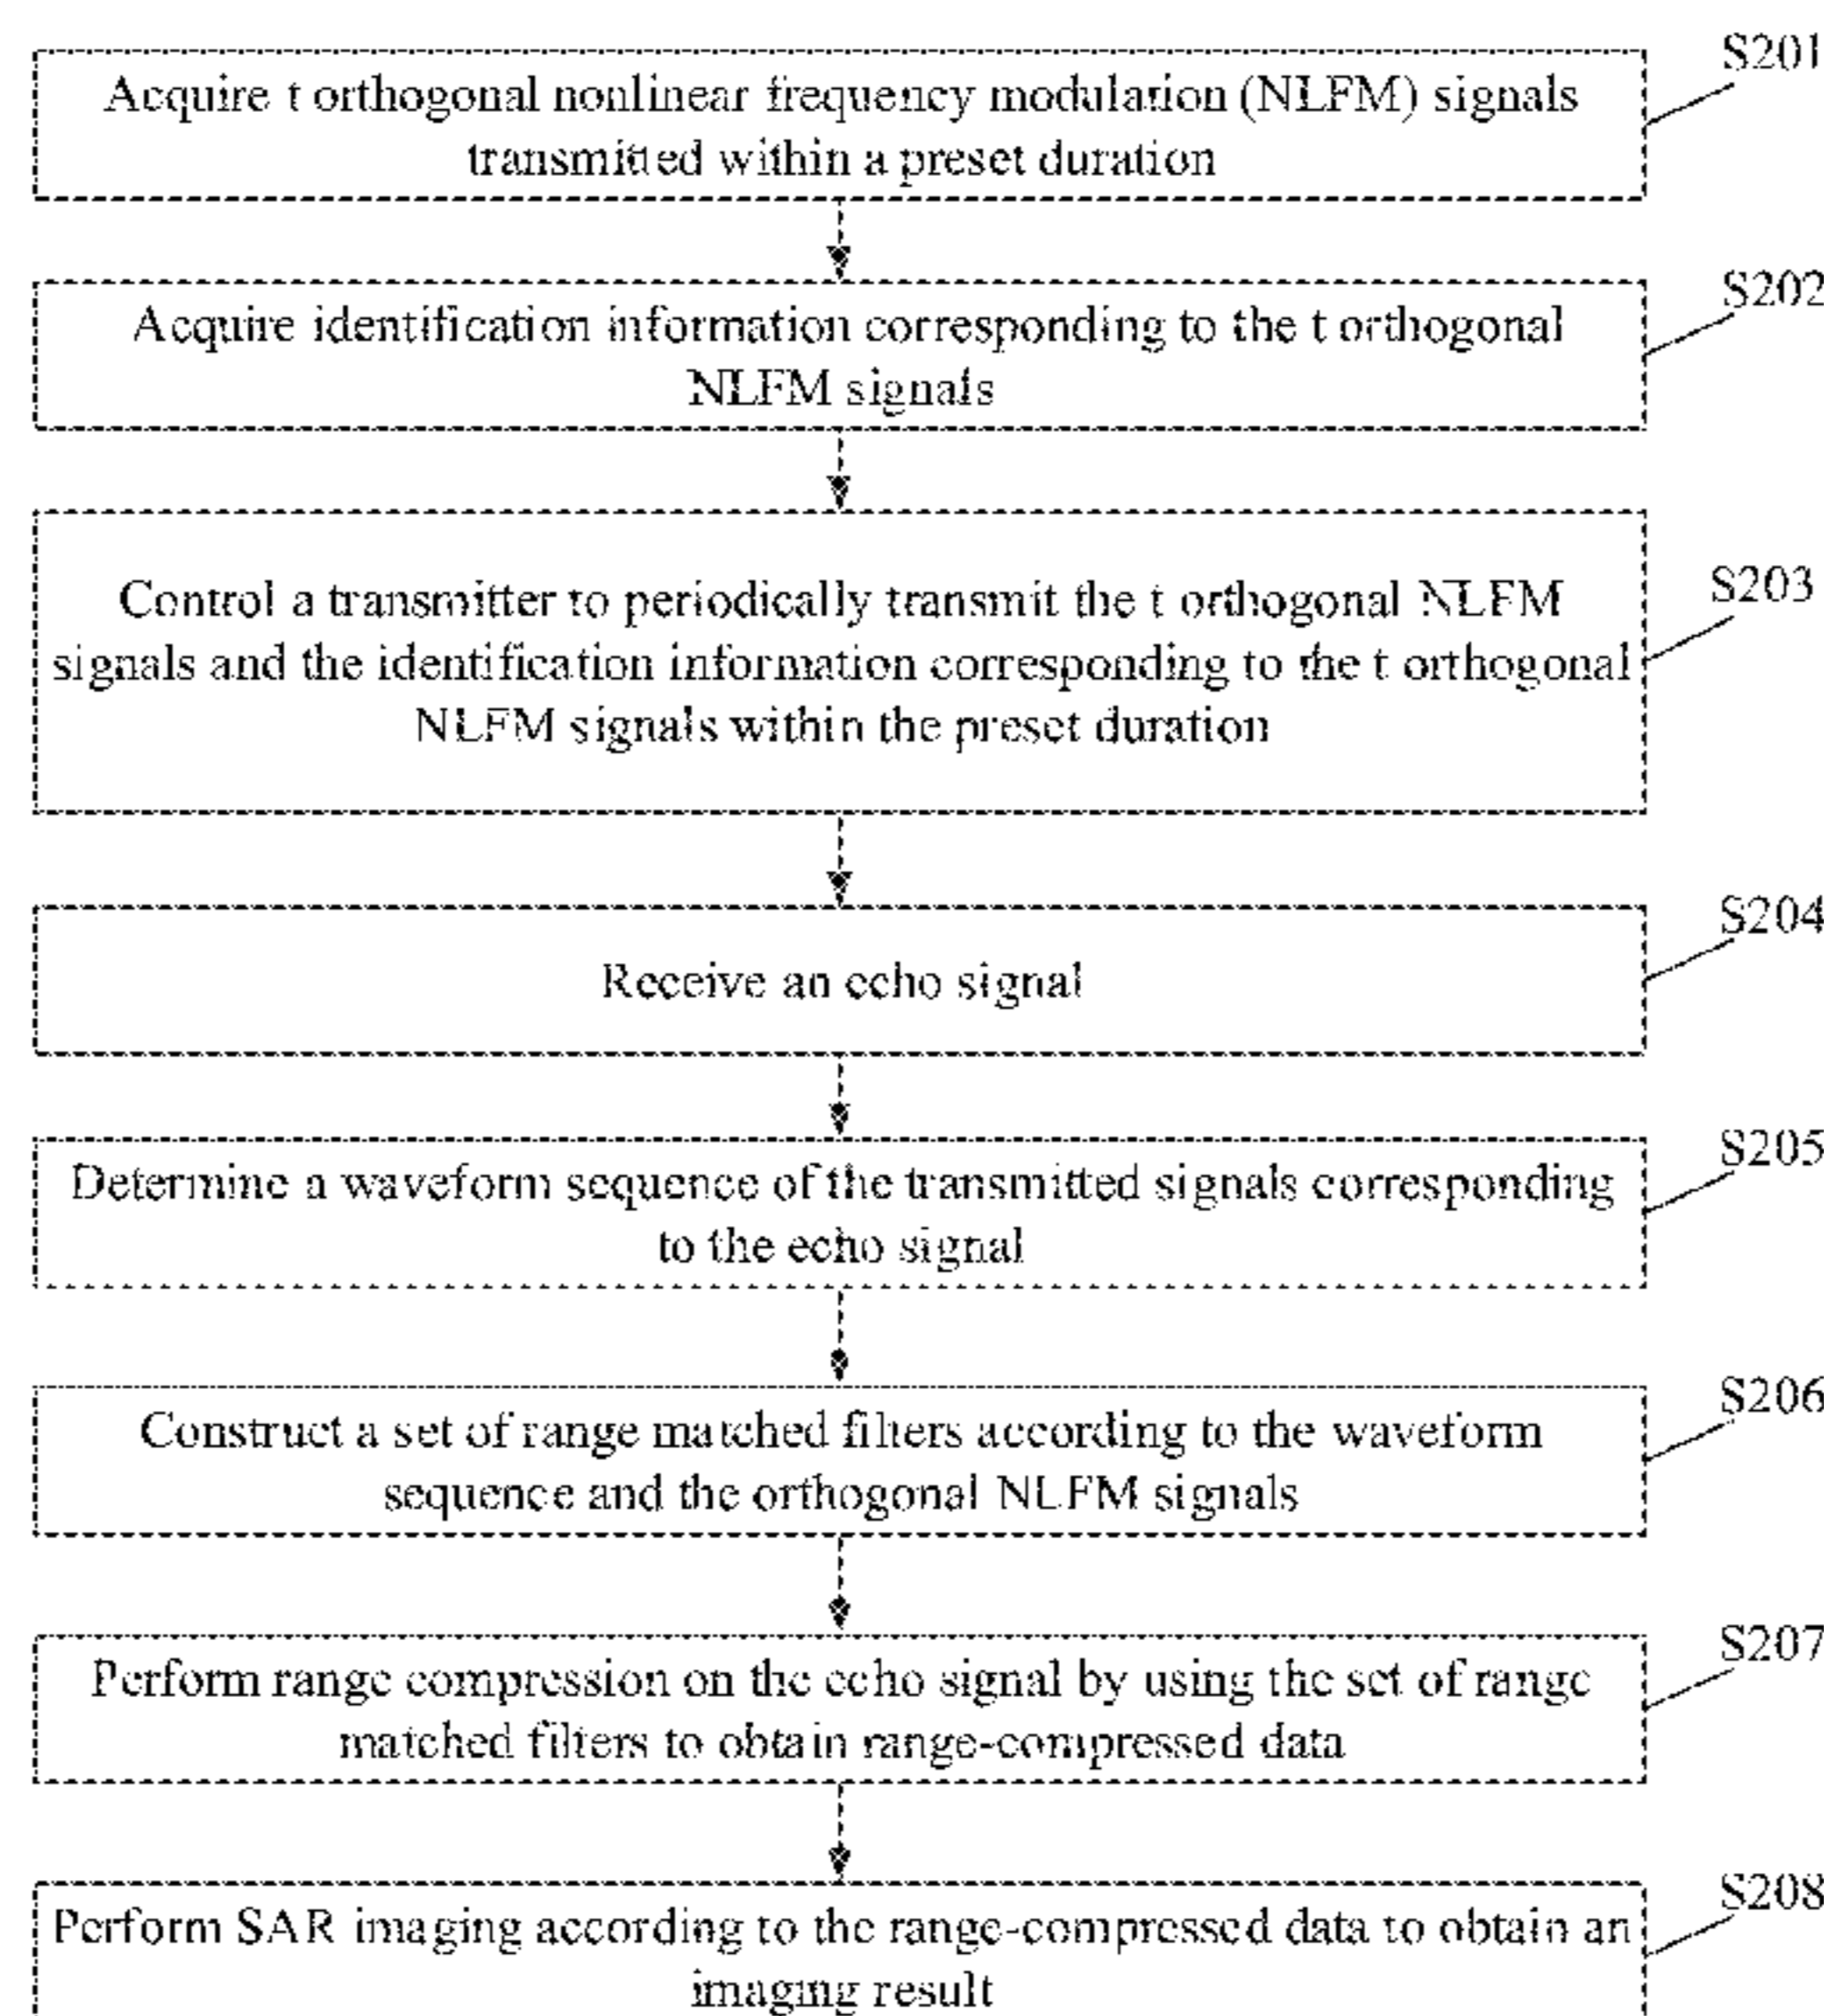 S201
Acquire t orthogonal nonlinear frequency modulation (NLFM) signals
transmitted within a preset duration
S202
Acquire identification information corresponding to the t orthogonal
NLFM signals
S203
Control a transmitter to periodically transmit the t orthogonal NLFM
signals and the identification information corresponding to the t orthogonal
NLFM signals within the preset duration
S204
Receive an echo signal
S205
Determine a waveform sequence of the transmitted signals corresponding
to the echo signal
S206
Construct a set of range matched filters according to the waveform
sequence and the orthogonal NLFM signals
S207
Perform range compression on the echo signal by using the set of range
matched filters to obtain range-compressed data
S208
Perform SAR imaging according to the range-compressed data to obtain an
imaging result